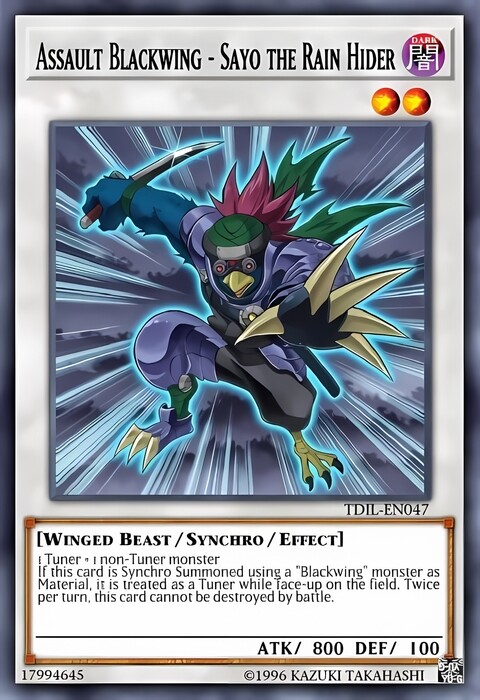 ASSAULT BLACKWING - SAYO THE RAIN HIDER
DARK
闇
TDIL-EN047
[WINGED BEAST / SYNCHRO / EFFECT]
1 Tuner + 1 non-Tuner monster
If this card is Synchro Summoned using a "Blackwing" monster as
Material, it is treated as a Tuner while face-up on the field. Twice
per turn, this card cannot be destroyed by battle.
ATK/ 800 DEF/ 100
17994645
©1996 KAZUKI TAKAHASHI